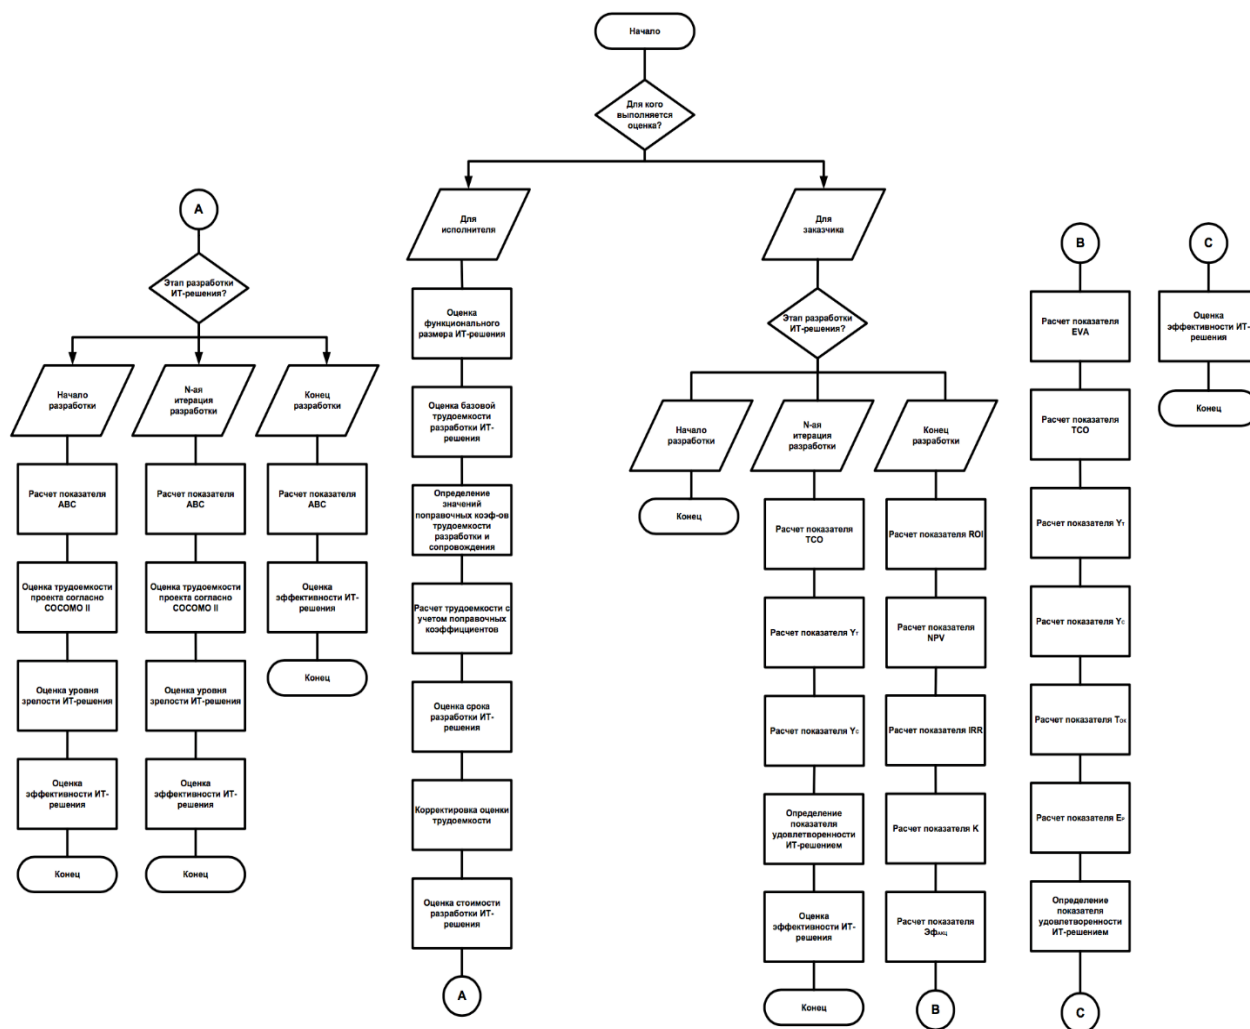 Начало
Для кого
выполняется
оценка?
Для
исполнителя
Для
заказчика
A
Этап разработки
ИТ-решения?
Начало
разработки
N-ая
итерация
разработки
Конец
разработки
Расчет показателя
ABC
Оценка трудоемкости
проекта согласно
COCOMO II
Оценка уровня
зрелости ИТ-решения
Оценка
эффективности ИТ-
решения
Конец
Расчет показателя
ABC
Оценка трудоемкости
проекта согласно
COCOMO II
Оценка уровня
зрелости ИТ-решения
Оценка
эффективности ИТ-
решения
Конец
Расчет показателя
ABC
Оценка
эффективности ИТ-
решения
Конец
Оценка
функционального
размера ИТ-решения
Оценка базовой
трудоемкости
разработки ИТ-
решения
Определение
значений
поправочных коэф-ов
трудоемкости
разработки и
сопровождения
Расчет трудоемкости с
учетом поправочных
коэффицциентов
Оценка срока
разработки ИТ-
решения
Корректировка оценки
трудоемкости
Оценка стоимости
разработки ИТ-
решения
A
Этап разработки
ИТ-решения?
Начало
разработки
N-ая
итерация
разработки
Конец
разработки
Конец
Расчет показателя
TCO
Расчет показателя Yт
Расчет показателя Yс
Определение
показателя
удовлетворенности
ИТ-решением
Оценка
эффективности ИТ-
решения
Конец
Расчет показателя ROI
Расчет показателя
NPV
Расчет показателя IRR
Расчет показателя K
Расчет показателя
Эфакц
B
B
Расчет показателя
EVA
Расчет показателя
TCO
Расчет показателя Yт
Расчет показателя Yс
Расчет показателя Tок
Расчет показателя Eр
Определение
показателя
удовлетворенности
ИТ-решением
C
C
Оценка
эффективности ИТ-
решения
Конец